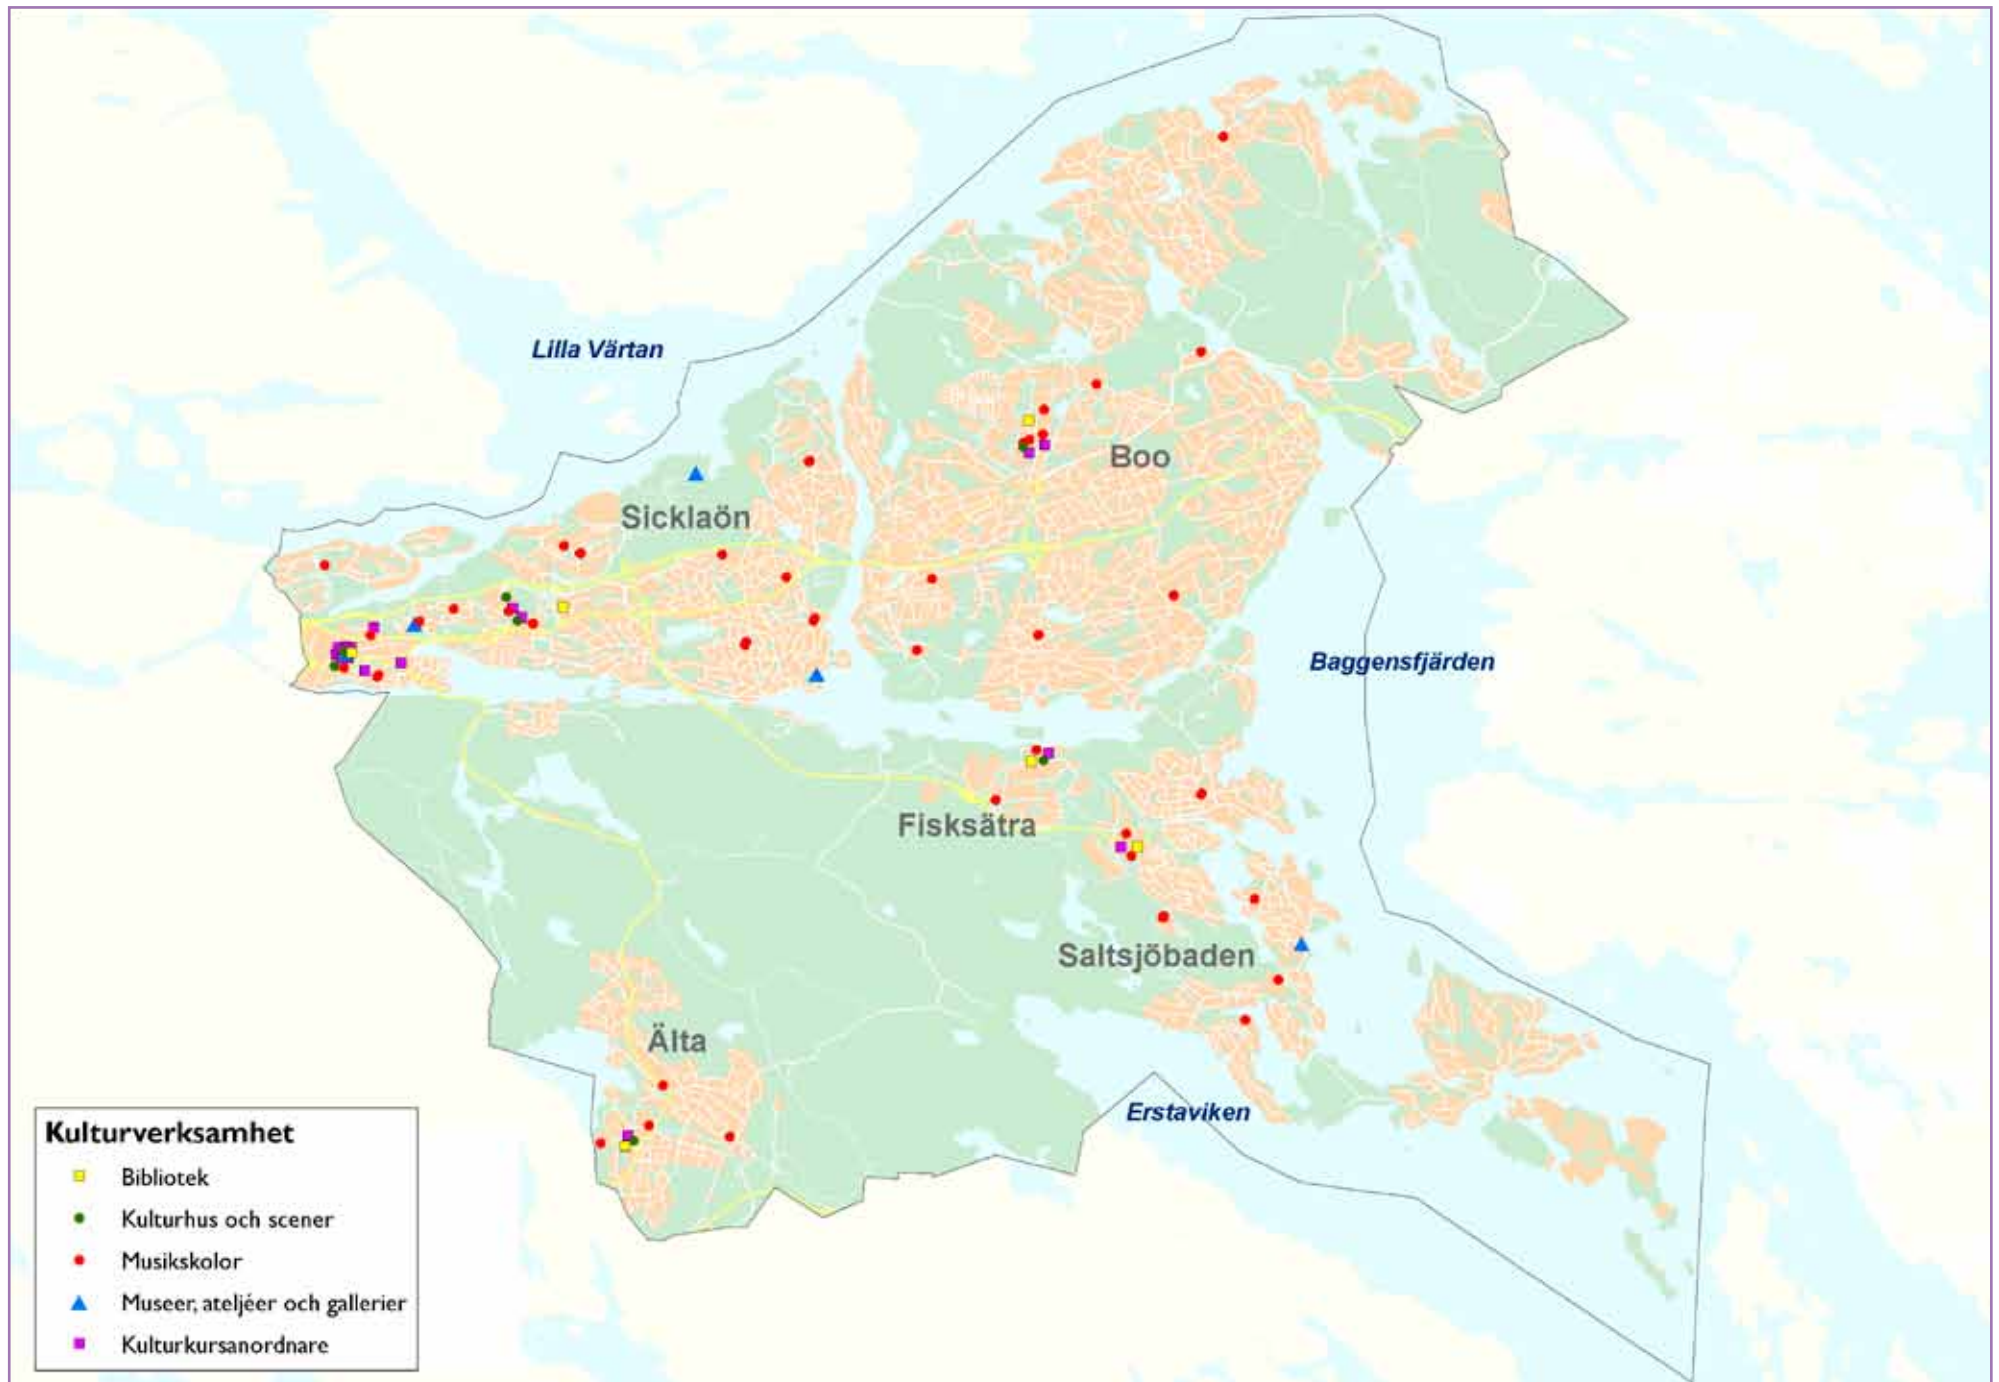 Lilla Värtan
Boo
Sicklaön
Baggensfjärden
Fisksätra
Saltsjöbaden
Älta
Erstaviken
Kulturverksamhet
Bibliotek
Kulturhus och scener
Musikskolor
Museer, ateljéer och gallerier
Kulturkursanordnare